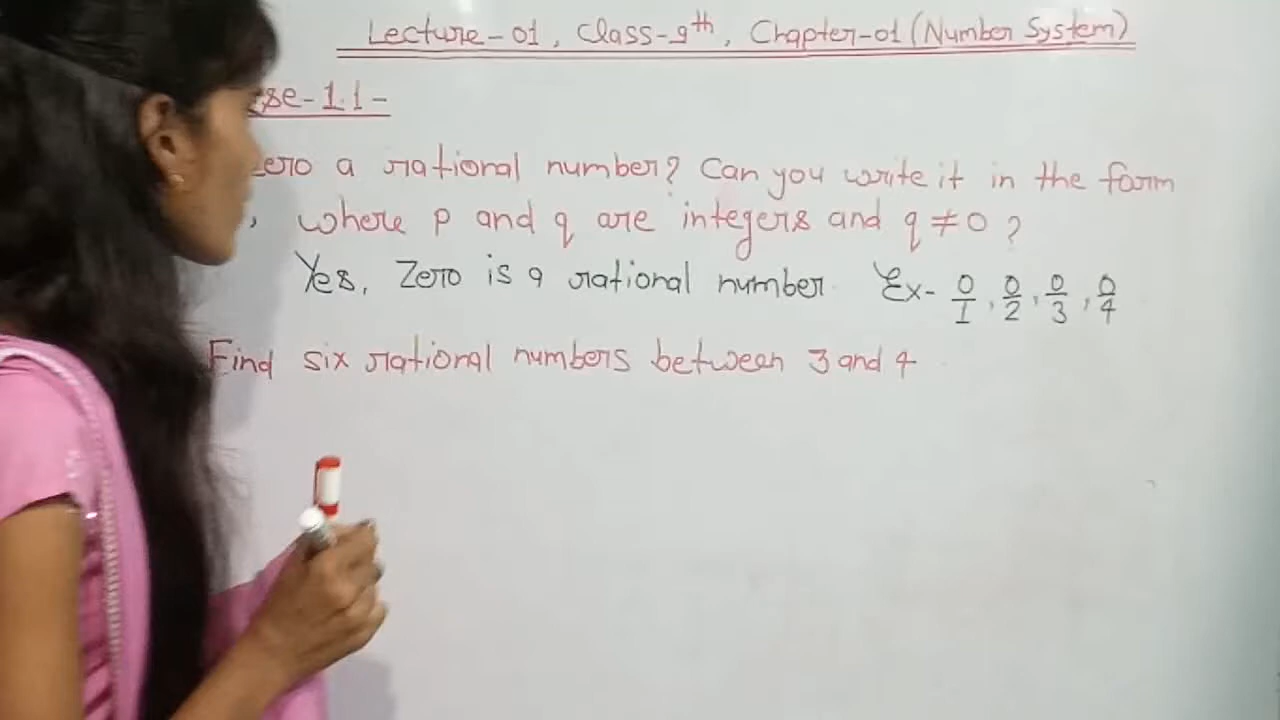 Lecture-01, Class-9th, Chapter-01 (Number System)
1.1-
a rational number? Can you write it in the form
, where p and q are integers and q ≠ 0 ?
Yes, Zero is a rational number Ex- 0/1, 0/2, 0/3, 0/4
Find six rational numbers between 3 and 4